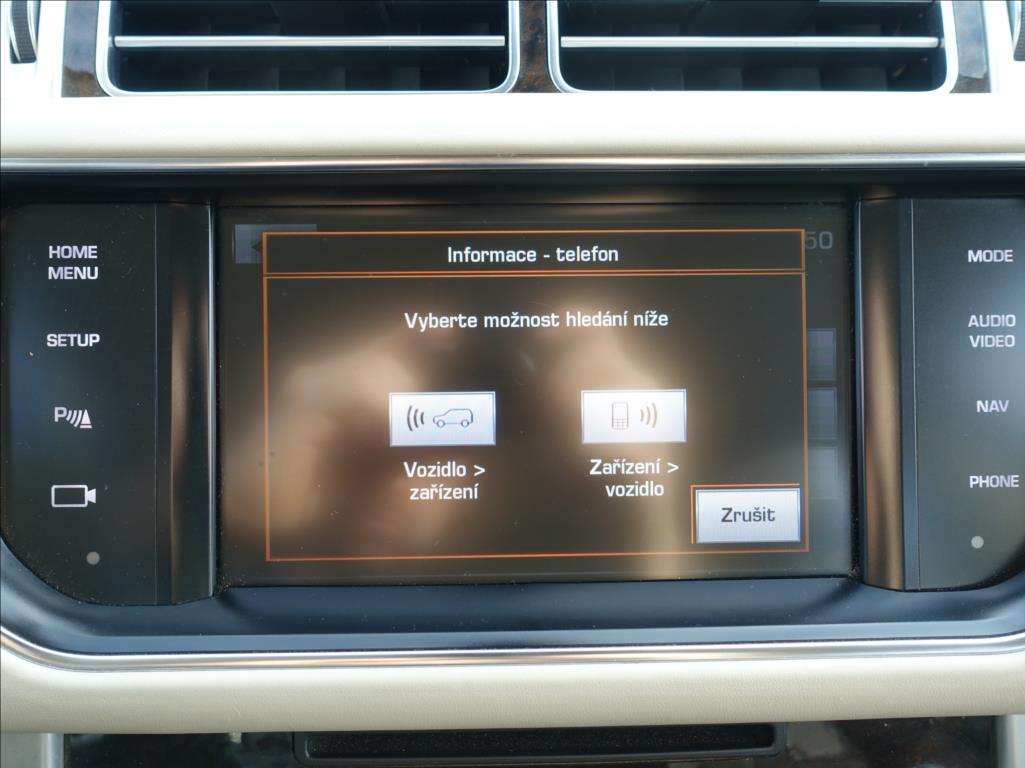 HOME
MENU
SETUP
P
Informace - telefon
50
Vyberte možnost hledání níže
Vozidlo >
zařízení
Zařízení >
vozidlo
Zrušit
MODE
AUDIO
VIDEO
NAV
PHONE